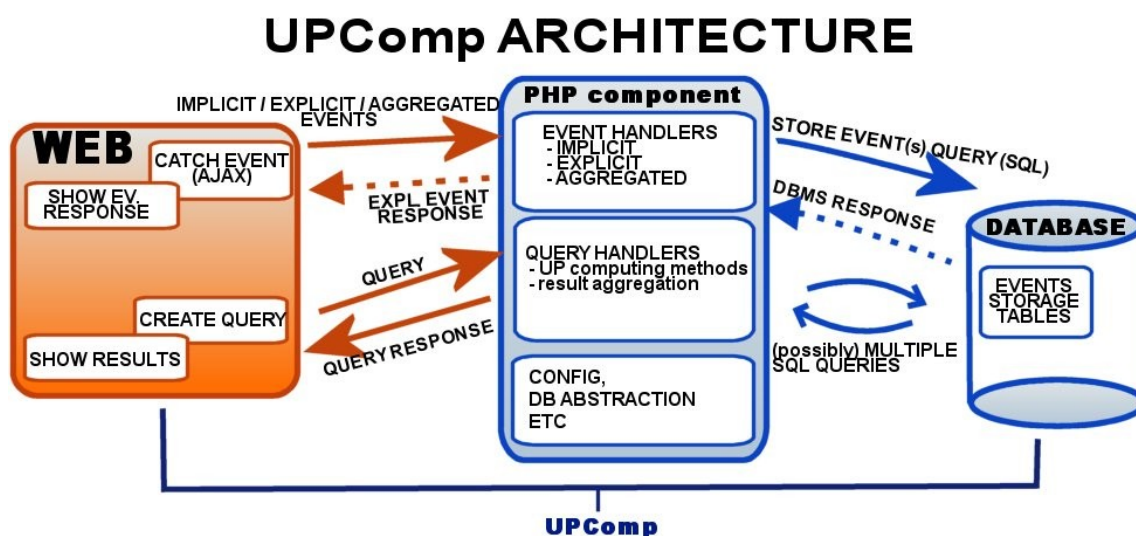 UPComp ARCHITECTURE
IMPLICIT / EXPLICIT / AGGREGATED
EVENTS
WEB
CATCH EVENT
(AJAX)
SHOW EV.
RESPONSE
EXPL EVENT
RESPONSE
QUERY
CREATE QUERY
SHOW RESULTS
QUERY RESPONSE
PHP component
EVENT HANDLERS
- IMPLICIT
- EXPLICIT
- AGGREGATED
QUERY HANDLERS
- UP computing methods
- result aggregation
CONFIG,
DB ABSTRACTION
ETC
STORE EVENT(s) QUERY (SQL)
DBMS RESPONSE
(possibly) MULTIPLE
SQL QUERIES
DATABASE
EVENTS
STORAGE
TABLES
UPComp